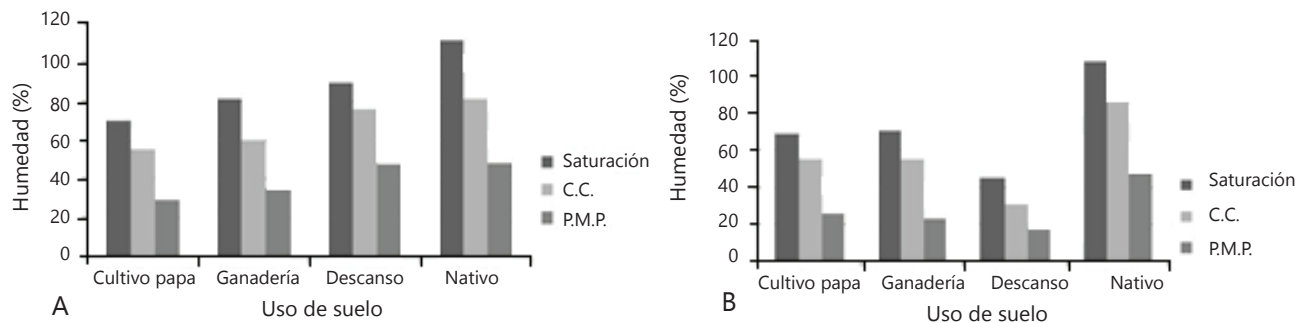 120
100
80
60
40
20
0
Humedad (%)
Cultivo papa Ganadería Descanso Nativo
Uso de suelo
A
Saturación
C.C.
P.M.P.
120
100
80
60
40
20
0
Humedad (%)
Cultivo papa Ganadería Descanso Nativo
Uso de suelo
B
Saturación
C.C.
P.M.P.